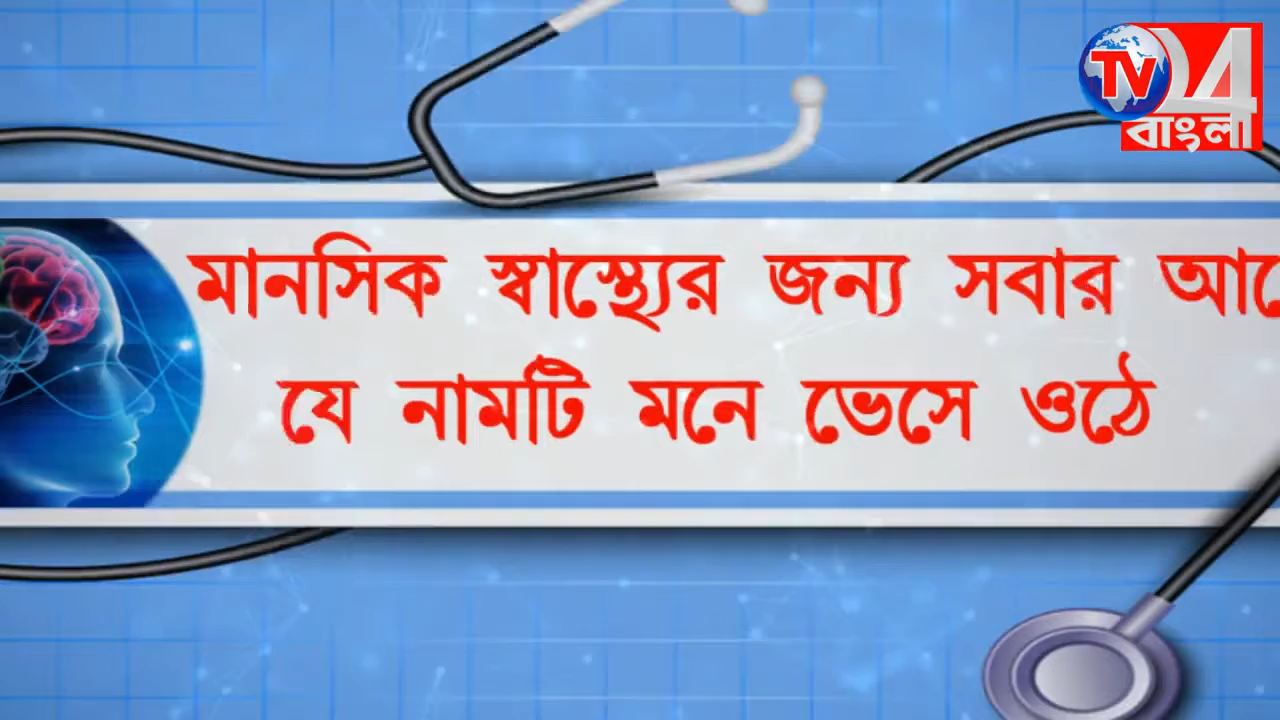 TV 24
বাংলা
মানসিক স্বাস্থ্যের জন্য সবার
যে নামটি মনে ভেসে ওঠে